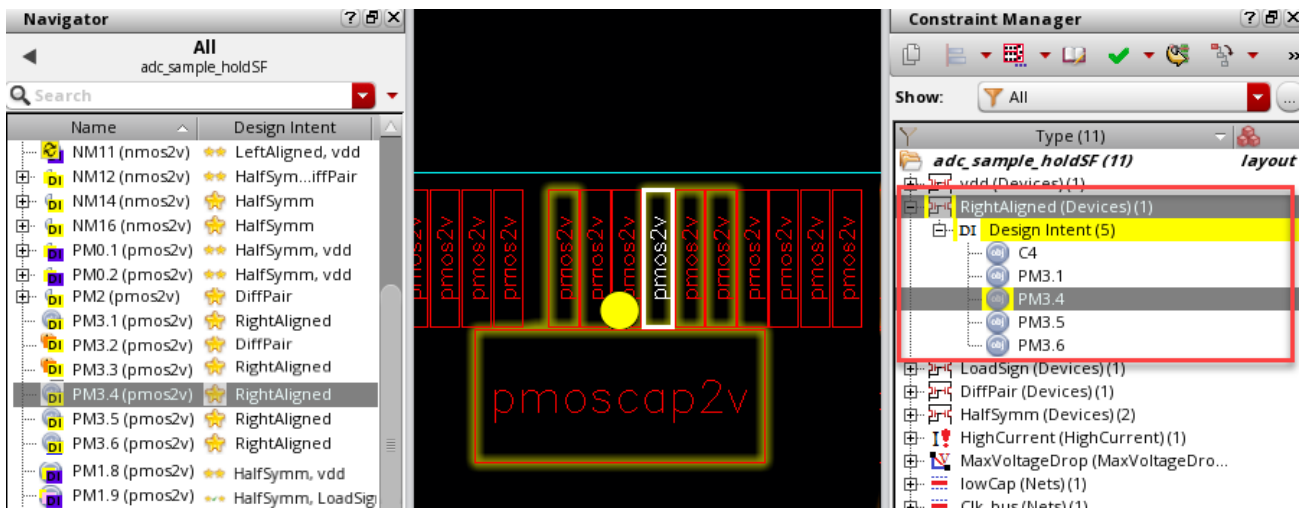 Navigator
All
adc_sample_holdSF
Search
Name Design Intent
NM11 (nmos2v) LeftAligned, vdd
NM12 (nmos2v) HalfSym...iffPair
NM14 (nmos2v) HalfSymm
NM16 (nmos2v) HalfSymm
PM0.1 (pmos2v) HalfSymm, vdd
PM0.2 (pmos2v) HalfSymm, vdd
PM2 (pmos2v) DiffPair
PM3.1 (pmos2v) RightAligned
PM3.2 (pmos2v) DiffPair
PM3.3 (pmos2v) RightAligned
PM3.4 (pmos2v) RightAligned
PM3.5 (pmos2v) RightAligned
PM3.6 (pmos2v) RightAligned
PM1.8 (pmos2v) HalfSymm, vdd
PM1.9 (pmos2v) HalfSymm, LoadSig
pmos2v
pmos2v
pmos2v
pmos2v
pmos2v
pmos2v
pmos2v
pmos2v
pmos2v
pmos2v
pmos2v
pmos2v
pmos2v
pmoscap2v
Constraint Manager
Show: All
Type (11)
adc_sample_holdSF (11) layout
vdd (Devices) (1)
RightAligned (Devices) (1)
DI Design Intent (5)
obj C4
obj PM3.1
obj PM3.4
obj PM3.5
obj PM3.6
LoadSign (Devices) (1)
DiffPair (Devices) (1)
HalfSymm (Devices) (2)
HighCurrent (HighCurrent) (1)
MaxVoltageDrop (MaxVoltageDro...
lowCap (Nets) (1)
Clk_bus (Nets) (1)